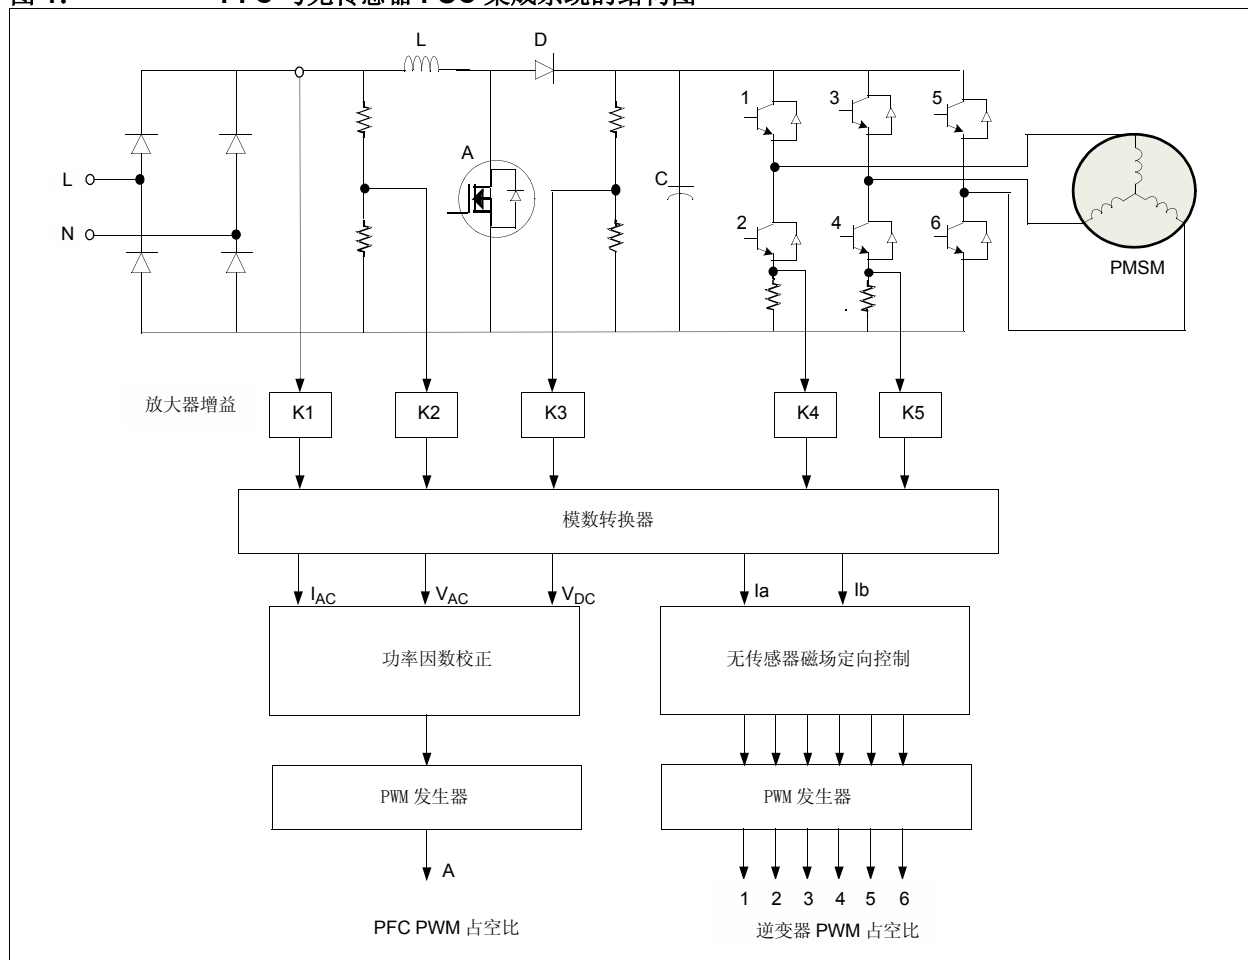 图 1: PFC 与无传感器 FOC 集成系统的结构图
L
D
1
3
5
A
L
C
N
2
4
6
PMSM
放大器增益
K1
K2
K3
K4
K5
模数转换器
IAC
VAC
VDC
Ia
Ib
功率因数校正
无传感器磁场定向控制
PWM 发生器
PWM 发生器
A
1 2 3 4 5 6
PFC PWM 占空比
逆变器 PWM 占空比